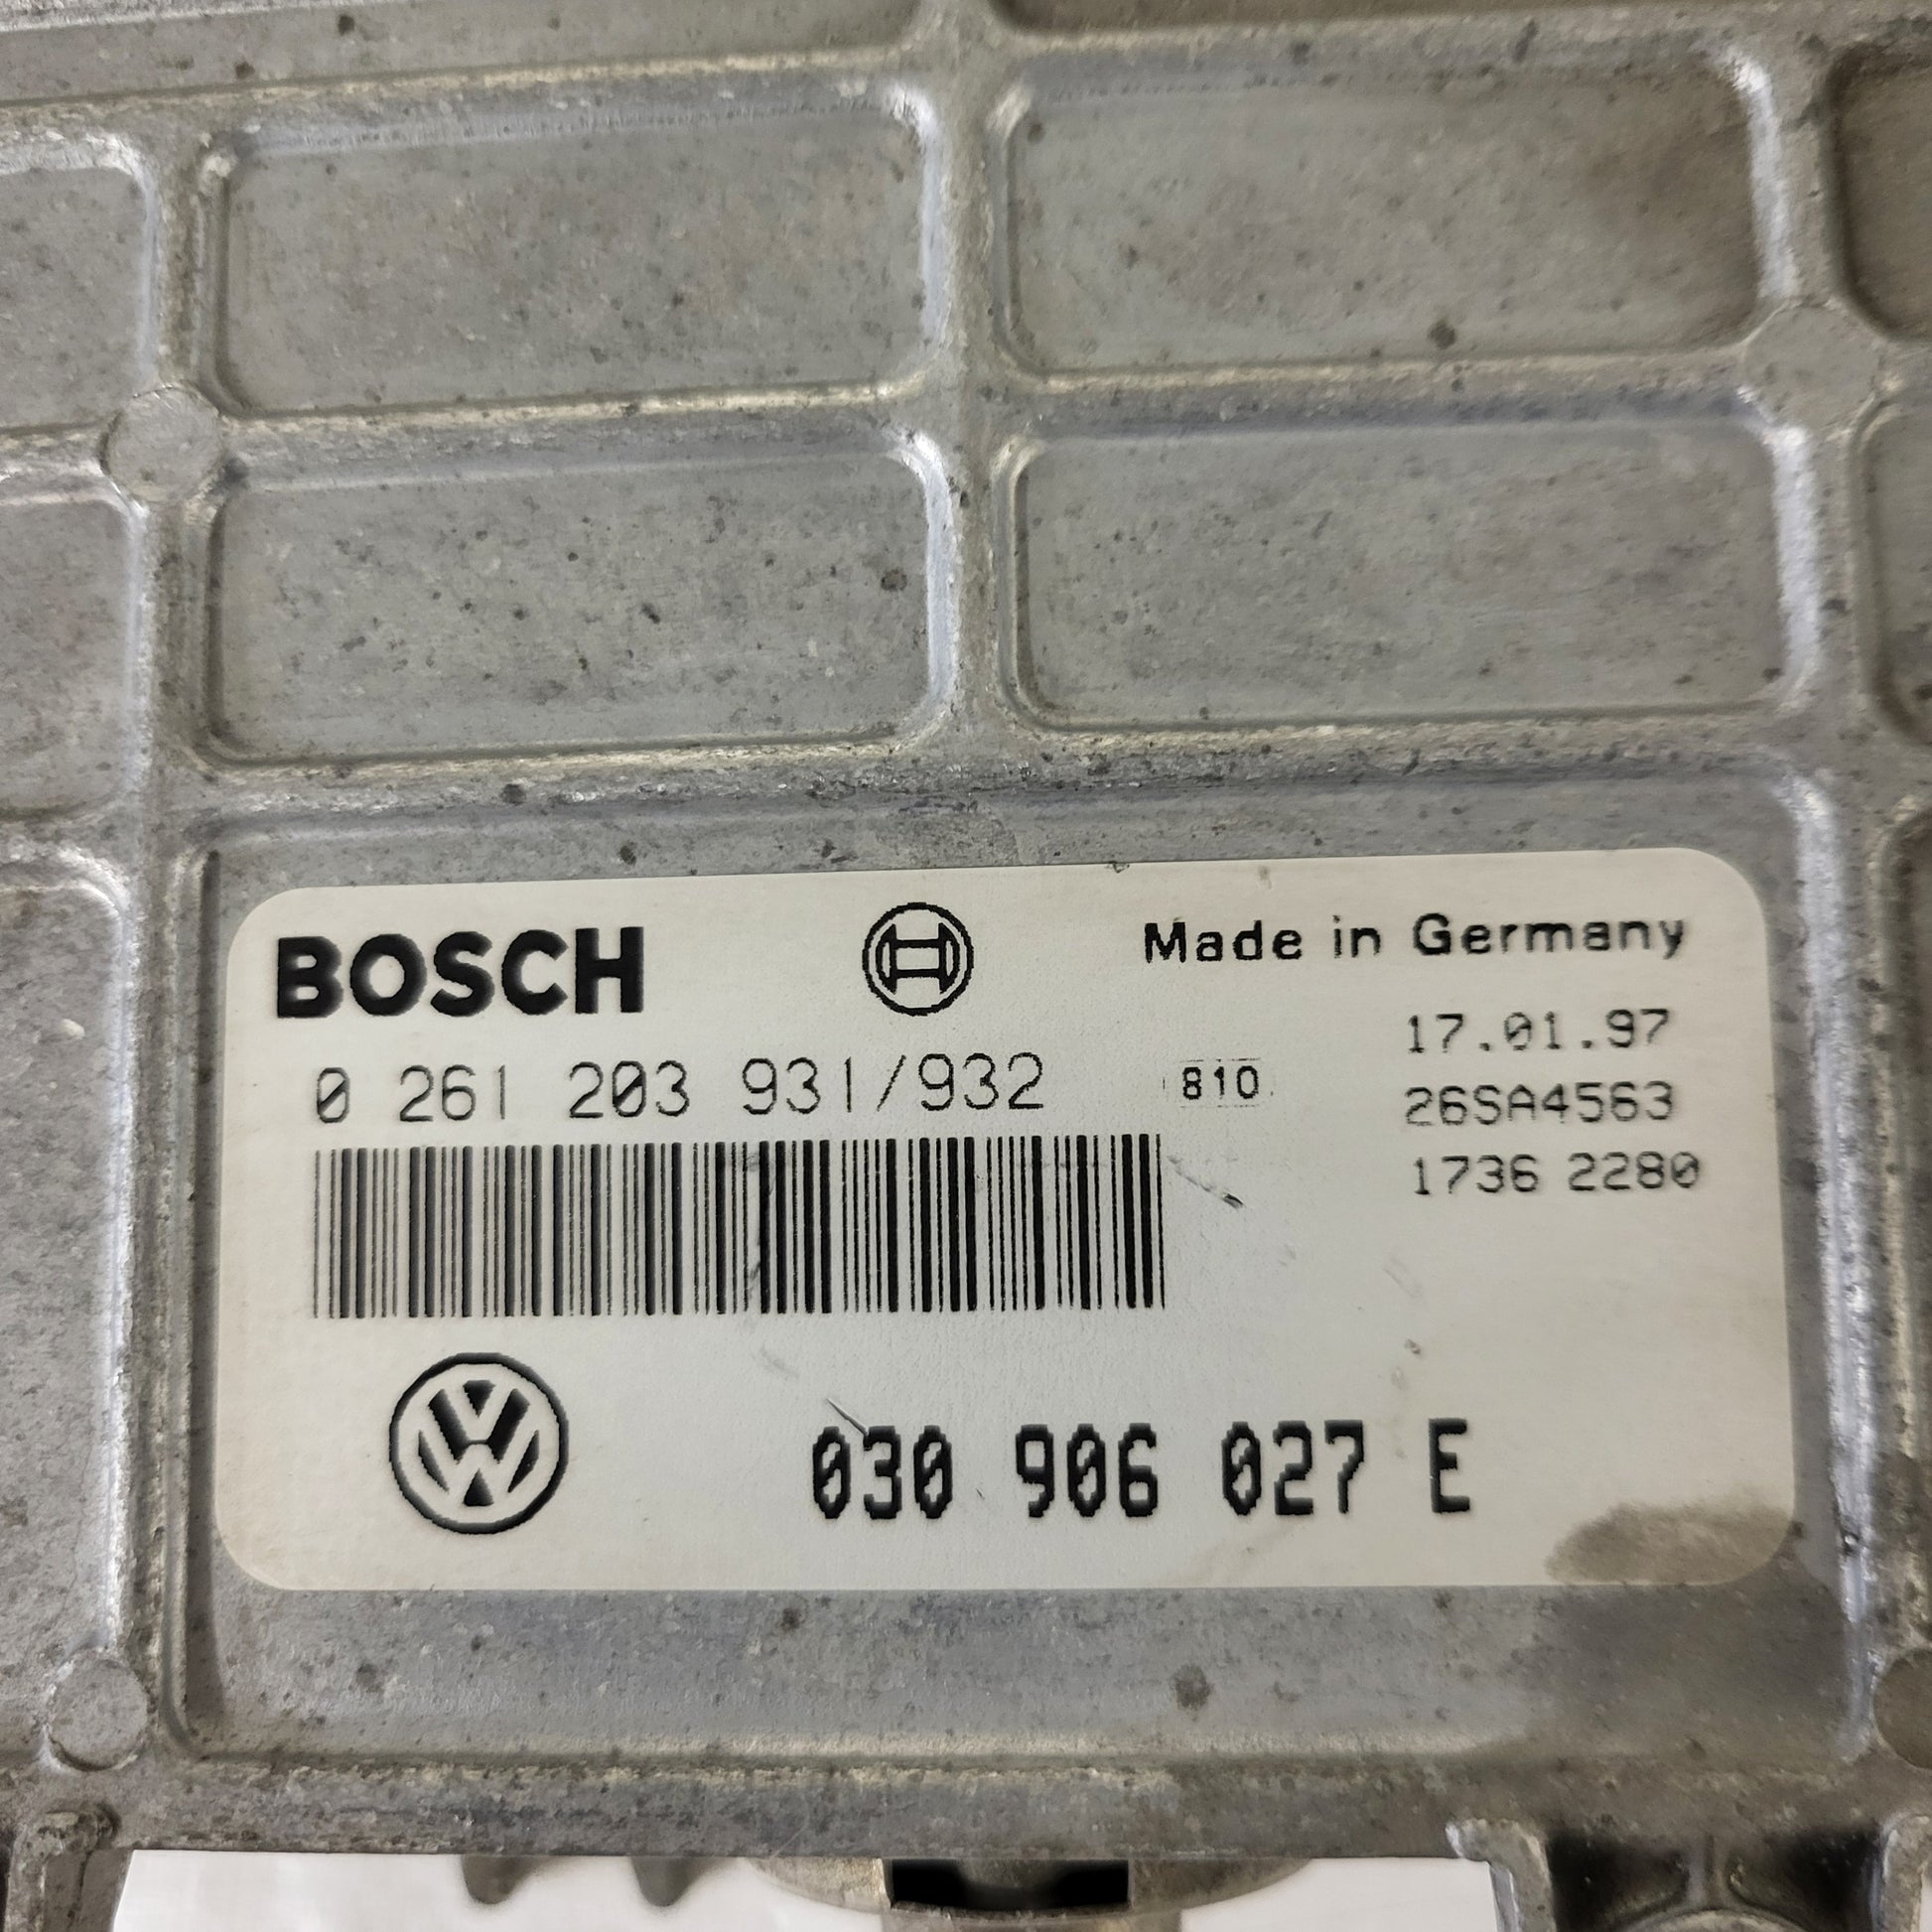 BOSCH
Made in Germany
17.01.97
0 261 203 931/932
810
26SA4563
1736 2280
030 906 027 E